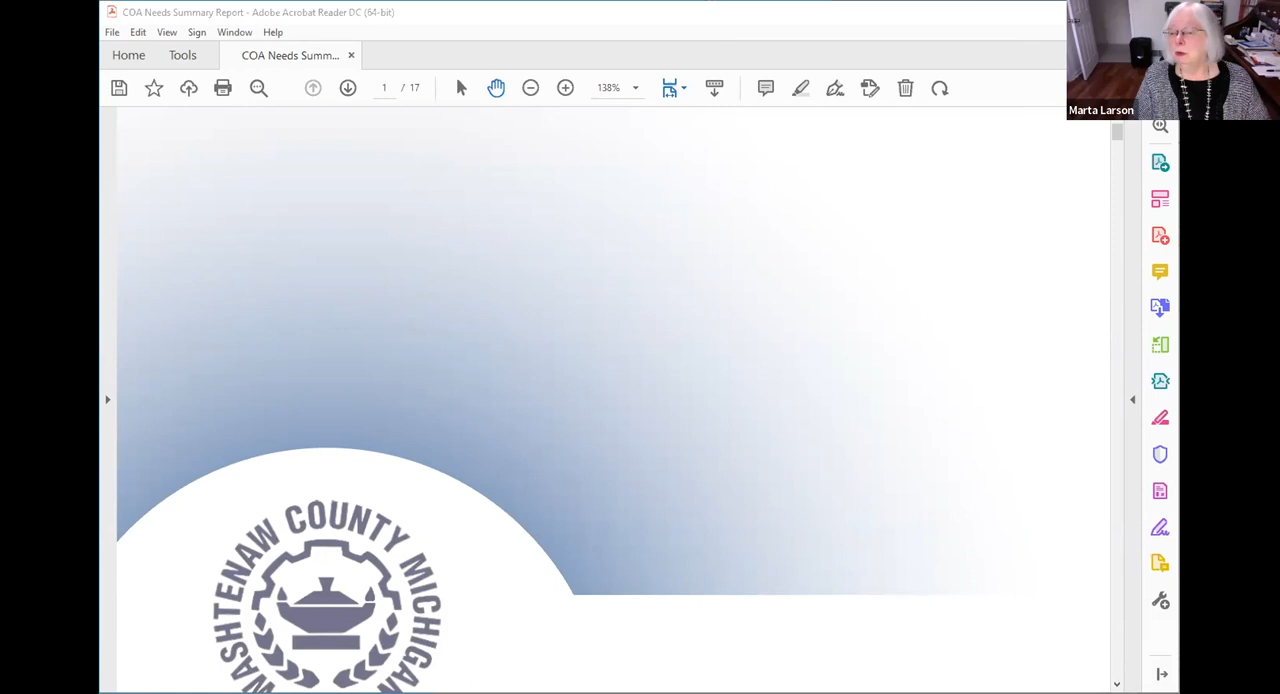 COA Needs Summary Report - Adobe Acrobat Reader DC (64-bit)
File Edit View Sign Window Help
Home Tools COA Needs Summ... ×
1 / 17 138%
Marta Larson
WASHTENAW COUNTY MICHIGAN